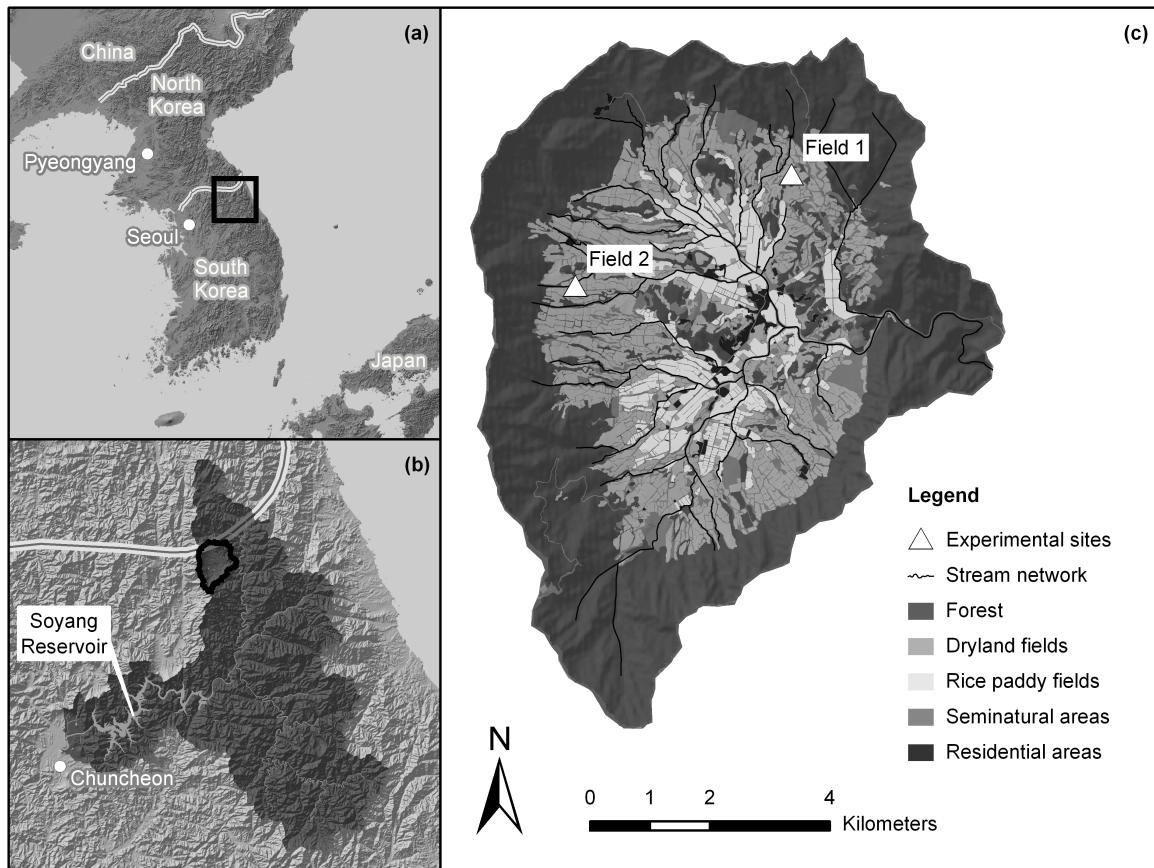 (a)
China
North
Korea
Pyeongyang
Seoul
South
Korea
Japan
(b)
Soyang
Reservoir
Chuncheon
(c)
Field 1
Field 2
Legend
Experimental sites
Stream network
Forest
Dryland fields
Rice paddy fields
Seminatural areas
Residential areas
N
0 1 2 4
Kilometers